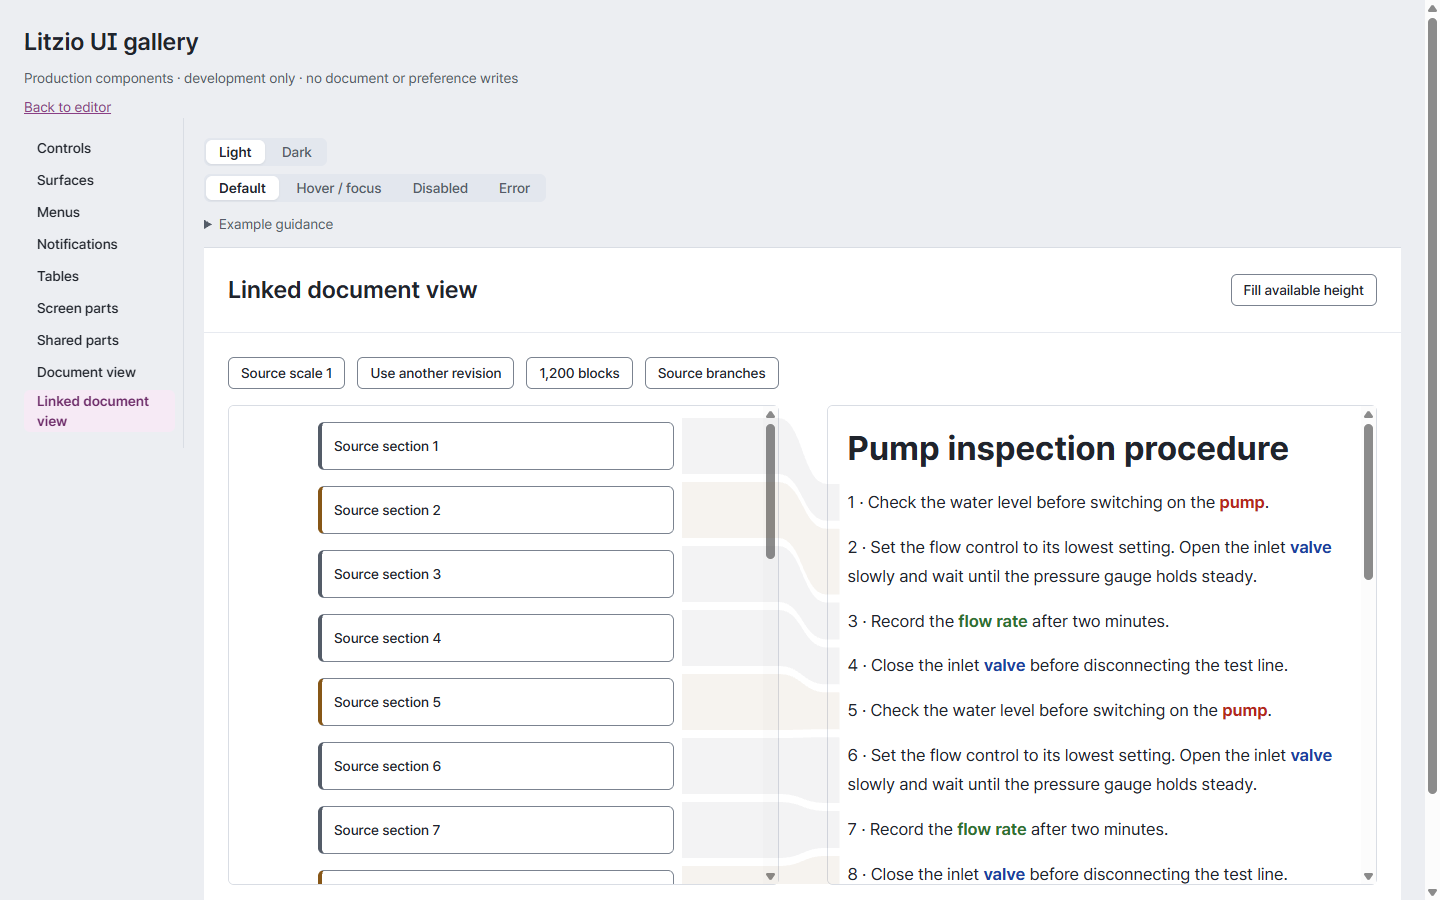 Litzio UI gallery
Production components · development only · no document or preference writes
Back to editor
Controls
Surfaces
Menus
Notifications
Tables
Screen parts
Shared parts
Document view
Linked document
view
Light Dark
Default Hover / focus Disabled Error
Example guidance
Linked document view
Fill available height
Source scale 1 Use another revision 1,200 blocks Source branches
Source section 1
Source section 2
Source section 3
Source section 4
Source section 5
Source section 6
Source section 7
Pump inspection procedure
1 · Check the water level before switching on the pump.
2 · Set the flow control to its lowest setting. Open the inlet valve
slowly and wait until the pressure gauge holds steady.
3 · Record the flow rate after two minutes.
4 · Close the inlet valve before disconnecting the test line.
5 · Check the water level before switching on the pump.
6 · Set the flow control to its lowest setting. Open the inlet valve
slowly and wait until the pressure gauge holds steady.
7 · Record the flow rate after two minutes.
8 · Close the inlet valve before disconnecting the test line.